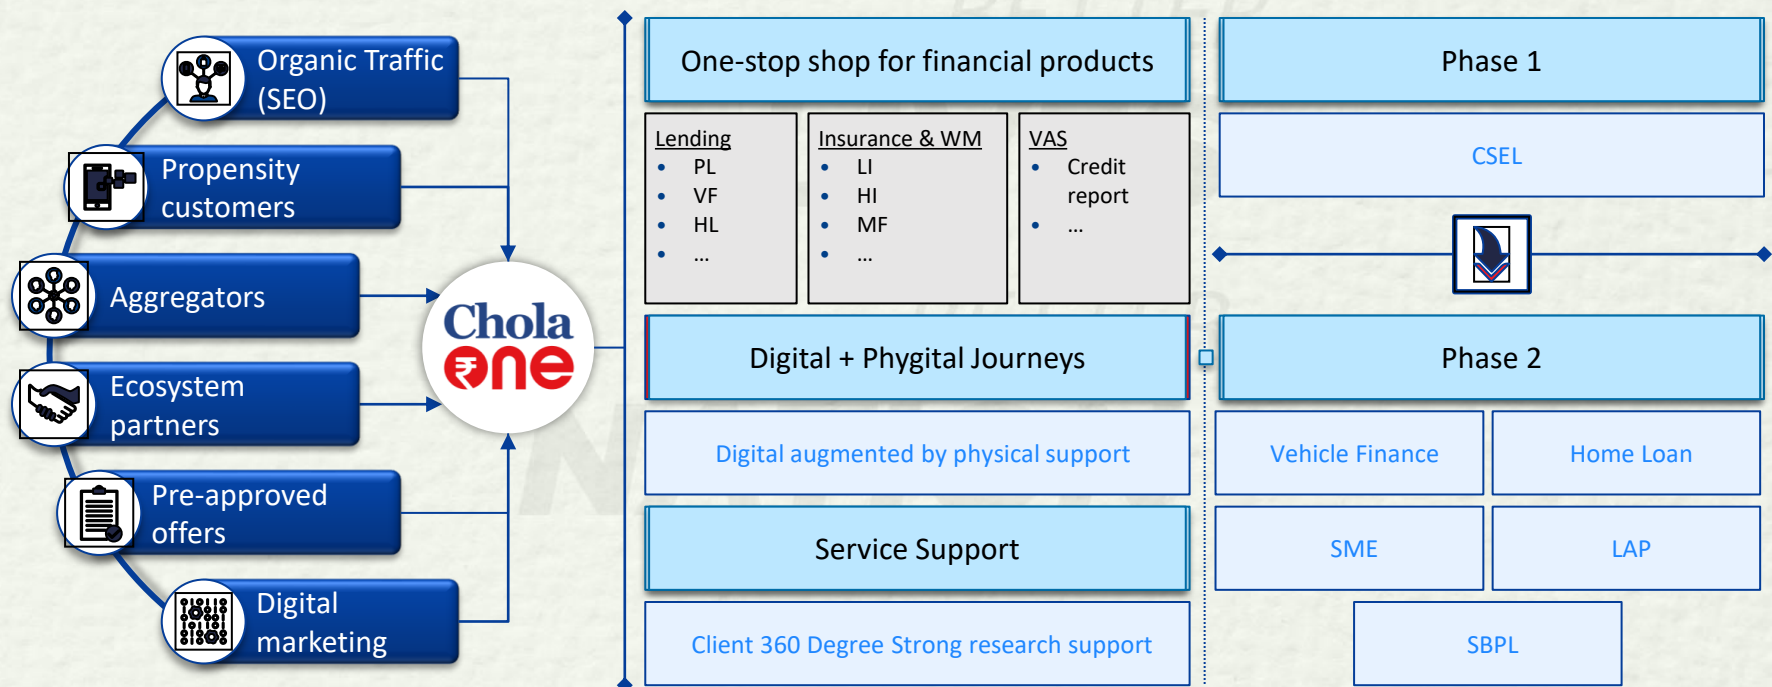 Organic Traffic
(SEO)
Propensity
customers
Aggregators
Ecosystem
partners
Pre-approved
offers
Digital
marketing
Chola
one
One-stop shop for financial products
Lending
• PL
• VF
• HL
• ...
Insurance & WM
• LI
• HI
• MF
• ...
VAS
• Credit
report
• ...
Digital + Phygital Journeys
Digital augmented by physical support
Service Support
Client 360 Degree Strong research support
Phase 1
CSEL
Phase 2
Vehicle Finance
Home Loan
SME
LAP
SBPL